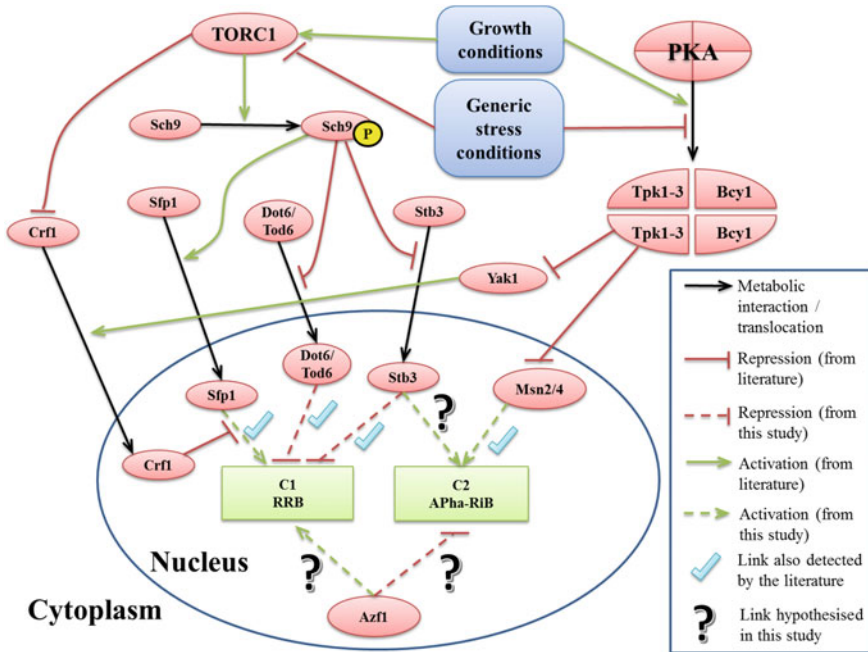 TORC1
Growth
conditions
PKA
Generic
stress
conditions
Sch9
Sch9
P
Sfp1
Dot6/
Tod6
Stb3
Crf1
Tpk1-3
Bcy1
Tpk1-3
Bcy1
Yak1
Dot6/
Tod6
Stb3
Sfp1
Msn2/4
?
Crf1
C1
RRB
C2
APha-RiB
Nucleus
?
?
Cytoplasm
Azf1
Metabolic
interaction /
translocation
Repression (from
literature)
Repression (from
this study)
Activation (from
literature)
Activation (from
this study)
Link also detected
by the literature
?
Link hypothesised
in this study